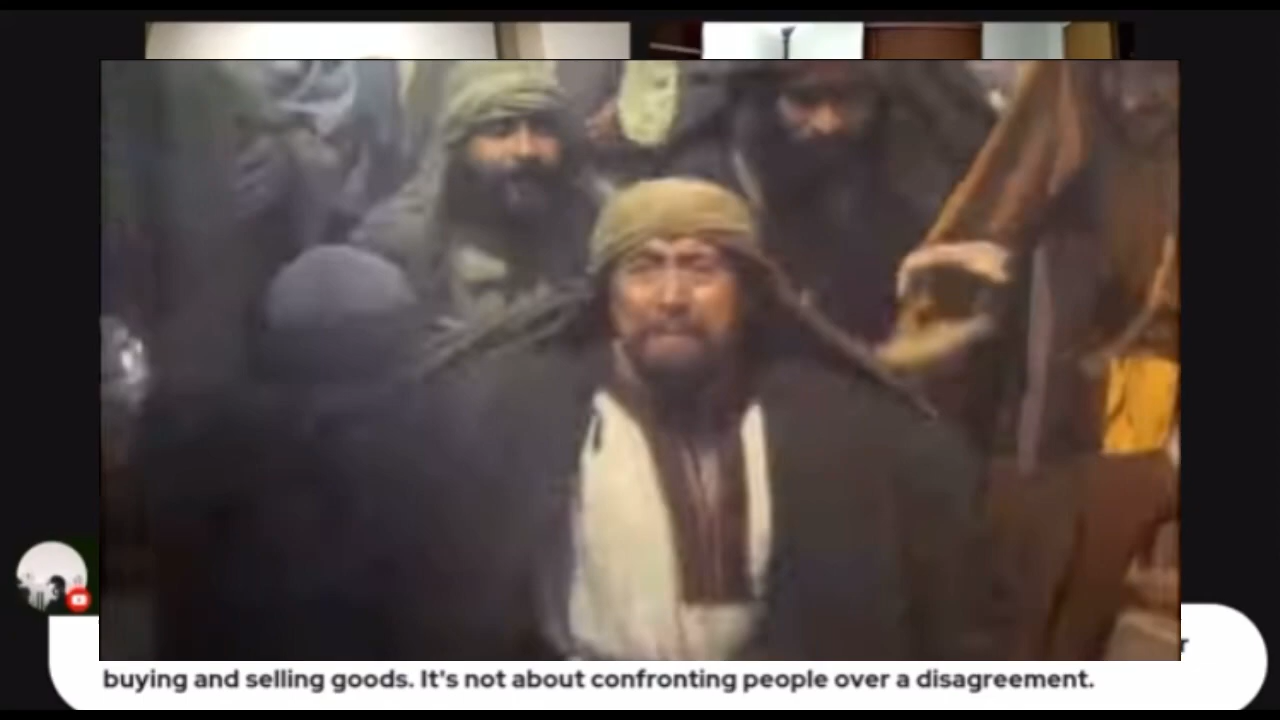 buying and selling goods. It's not about confronting people over a disagreement.